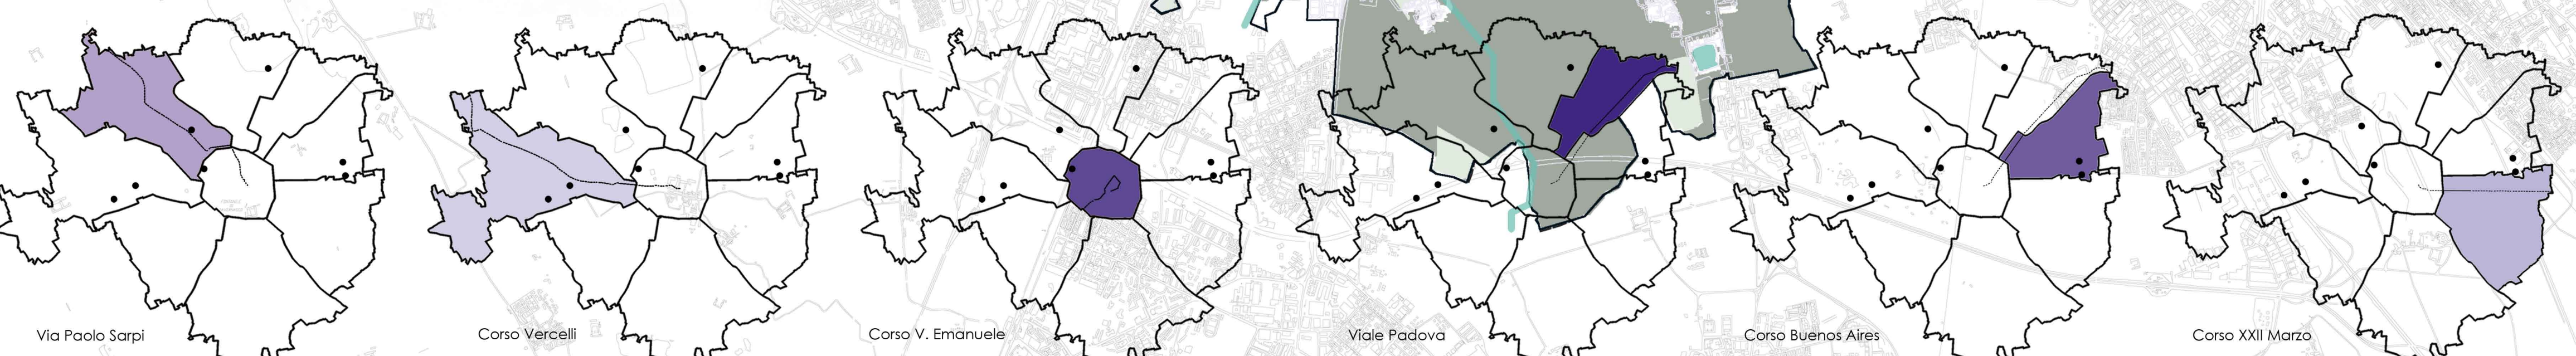 Via Paolo Sarpi
Corso Vercelli
Corso V. Emanuele
Viale Padova
Corso Buenos Aires
Corso XXII Marzo